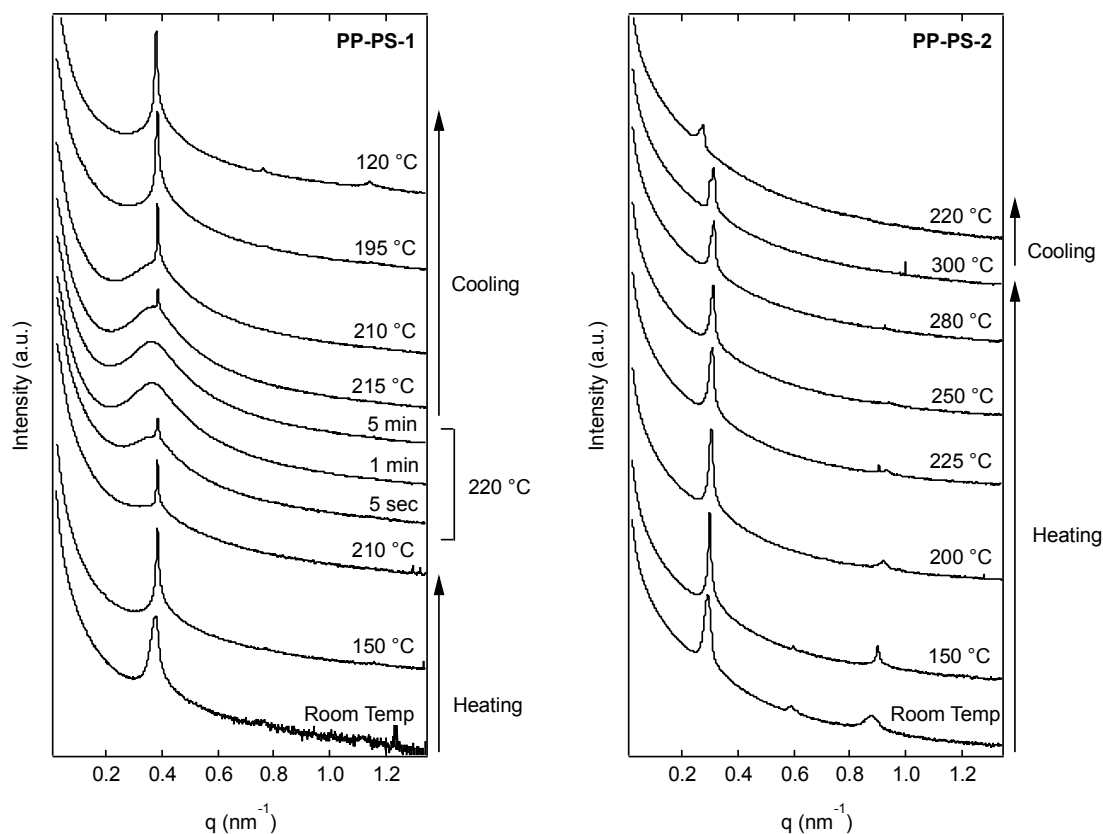 PP-PS-1
120 °C
195 °C
210 °C
215 °C
5 min
1 min
5 sec
210 °C
150 °C
Room Temp
Cooling
220 °C
Heating
Intensity (a.u.)
0.2 0.4 0.6 0.8 1.0 1.2
q (nm⁻¹)
PP-PS-2
220 °C
300 °C
280 °C
250 °C
225 °C
200 °C
150 °C
Room Temp
Cooling
Heating
Intensity (a.u.)
0.2 0.4 0.6 0.8 1.0 1.2
q (nm⁻¹)